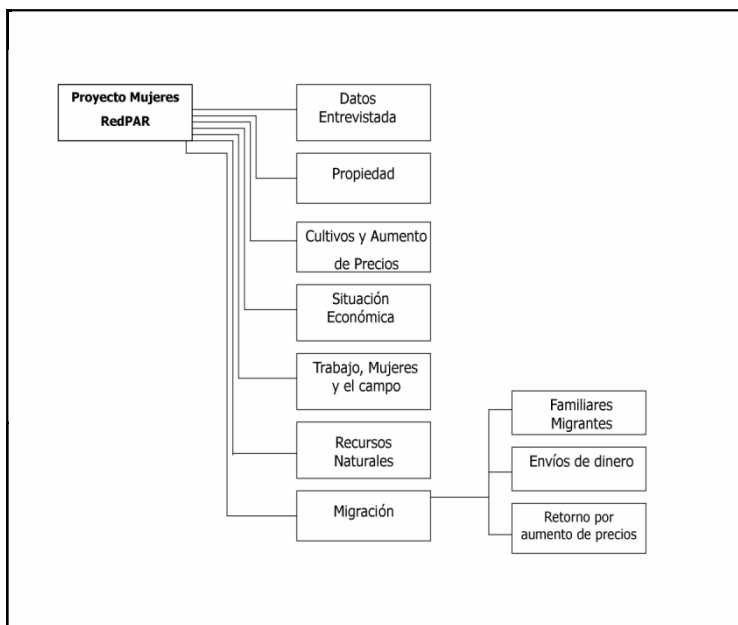 Proyecto Mujeres
RedPAR
Datos
Entrevistada
Propiedad
Cultivos y Aumento
de Precios
Situación
Económica
Trabajo, Mujeres
y el campo
Recursos
Naturales
Migración
Familiares
Migrantes
Envíos de dinero
Retorno por
aumento de precios